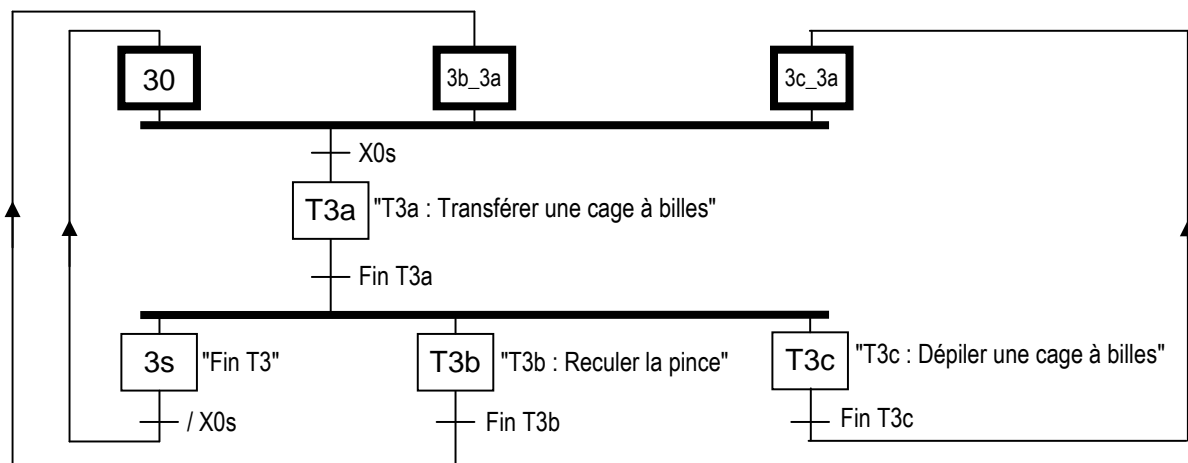 30
3b_3a
3c_3a
X0s
T3a
"T3a : Transférer une cage à billes"
Fin T3a
3s
"Fin T3"
T3b
"T3b : Reculer la pince"
T3c
"T3c : Dépiler une cage à billes"
/ X0s
Fin T3b
Fin T3c